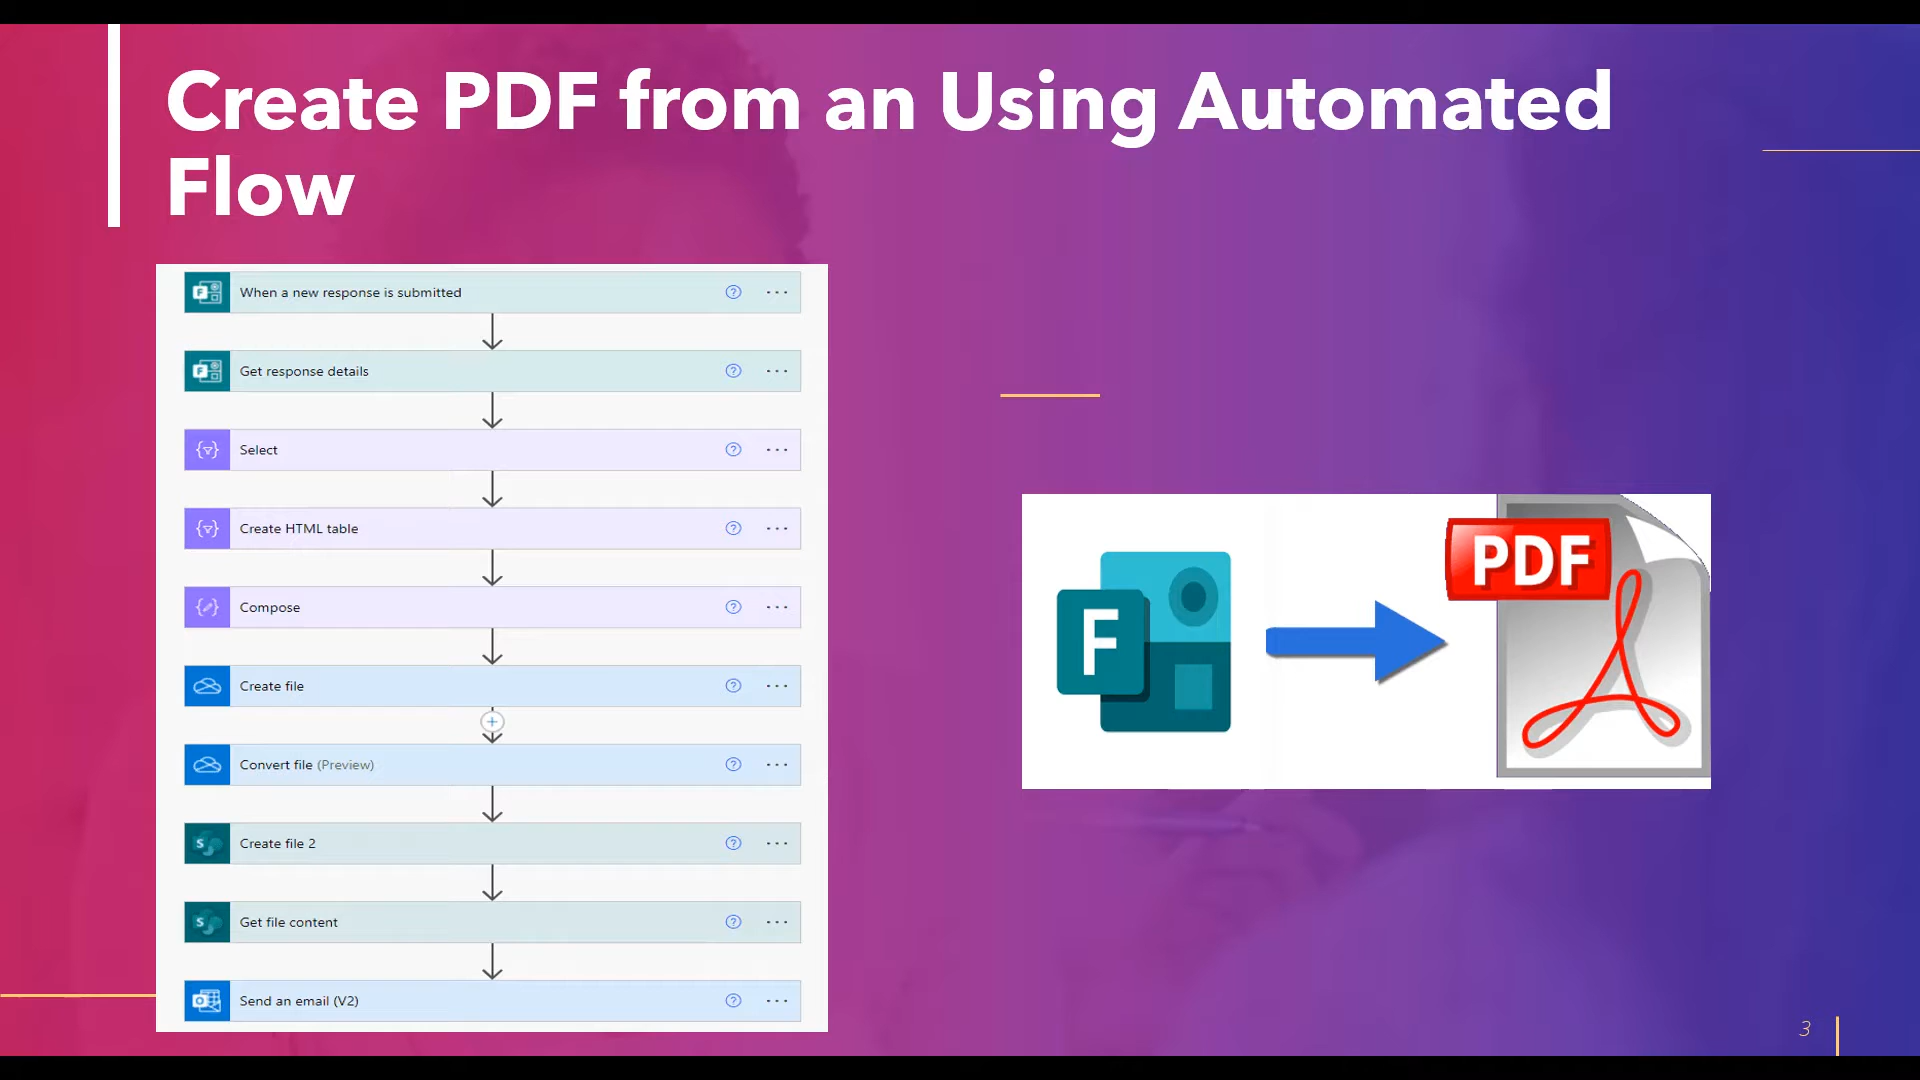 Create PDF from an Using Automated
Flow
When a new response is submitted
Get response details
Select
Create HTML table
Compose
Create file
Convert file (Preview)
Create file 2
Get file content
Send an email (V2)
F
PDF
3